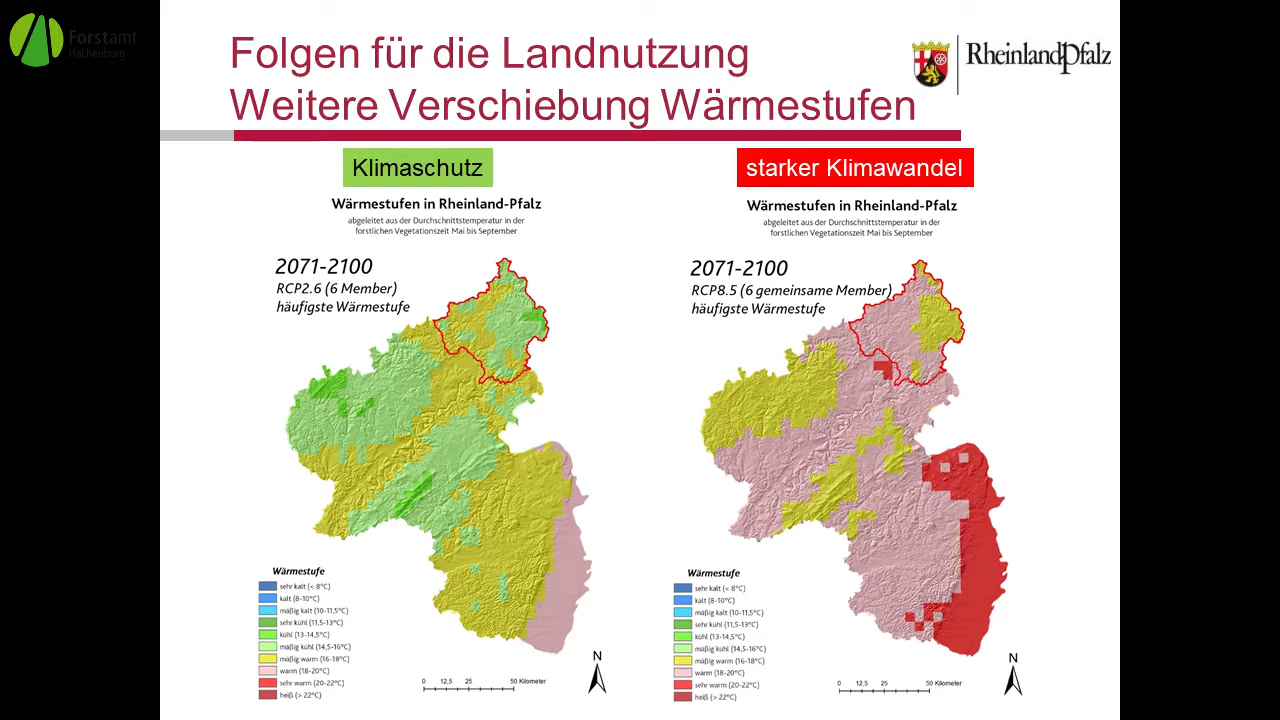 Forstamt
Hachenburg
Folgen für die Landnutzung
Weitere Verschiebung Wärmestufen
RheinlandPfalz
Klimaschutz
Wärmestufen in Rheinland-Pfalz
abgeleitet aus der Durchschnittstemperatur in der
forstlichen Vegetationszeit Mai bis September
2071-2100
RCP2.6 (6 Member)
häufigste Wärmestufe
Wärmestufe
sehr kalt (< 8°C)
kalt (8-10°C)
mäßig kalt (10-11,5°C)
sehr kühl (11,5-13°C)
kühl (13-14,5°C)
mäßig kühl (14,5-16°C)
mäßig warm (16-18°C)
warm (18-20°C)
sehr warm (20-22°C)
heiß (> 22°C)
0 12,5 25 50 Kilometer
N
starker Klimawandel
Wärmestufen in Rheinland-Pfalz
abgeleitet aus der Durchschnittstemperatur in der
forstlichen Vegetationszeit Mai bis September
2071-2100
RCP8.5 (6 gemeinsame Member)
häufigste Wärmestufe
Wärmestufe
sehr kalt (< 8°C)
kalt (8-10°C)
mäßig kalt (10-11,5°C)
sehr kühl (11,5-13°C)
kühl (13-14,5°C)
mäßig kühl (14,5-16°C)
mäßig warm (16-18°C)
warm (18-20°C)
sehr warm (20-22°C)
heiß (> 22°C)
0 12,5 25 50 Kilometer
N